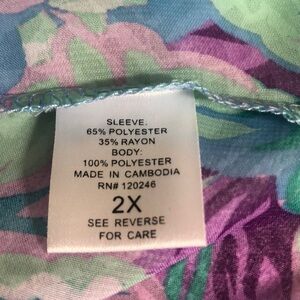 SLEEVE:
65% POLYESTER
35% RAYON
BODY:
100% POLYESTER
MADE IN CAMBODIA
RN# 120246
2X
SEE REVERSE
FOR CARE